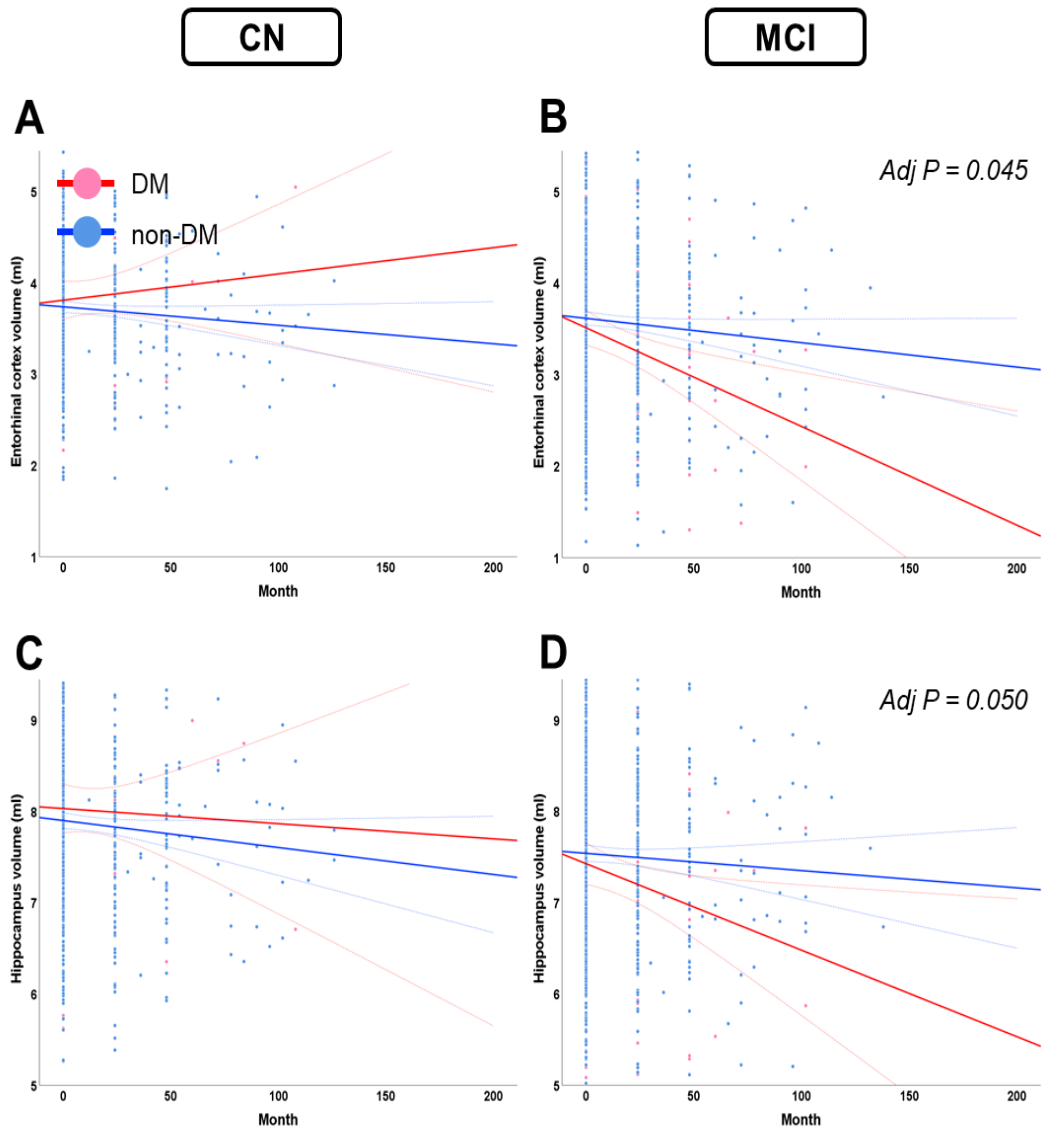 CN
MCI
A
B
Adj P = 0.045
DM
non-DM
Entorhinal cortex volume (ml)
5
4
3
2
1
0
50
100
150
200
Month
Entorhinal cortex volume (ml)
5
4
3
2
1
0
50
100
150
200
Month
C
D
Adj P = 0.050
Hippocampus volume (ml)
9
8
7
6
5
0
50
100
150
200
Month
Hippocampus volume (ml)
9
8
7
6
5
0
50
100
150
200
Month